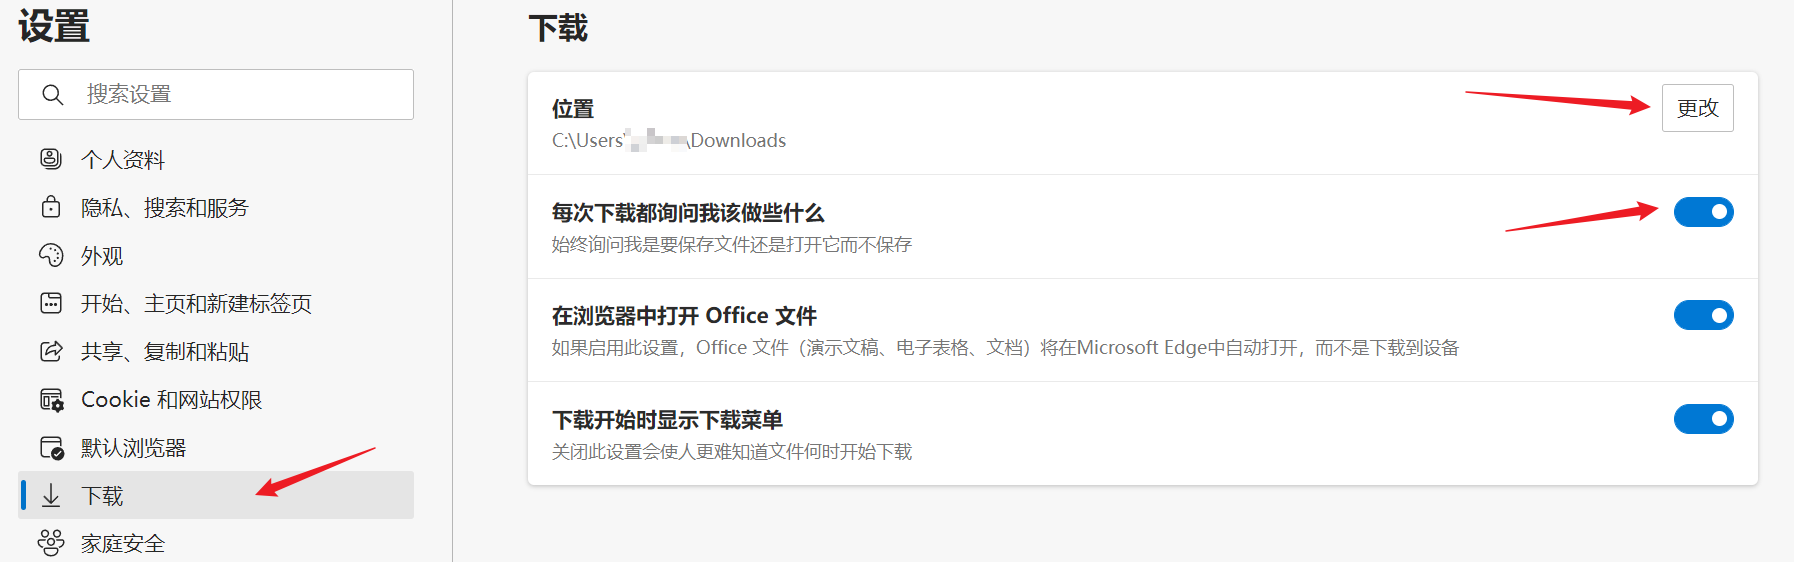 设置
搜索设置
个人资料
隐私、搜索和服务
外观
开始、主页和新建标签页
共享、复制和粘贴
Cookie 和网站权限
默认浏览器
下载
家庭安全
下载
位置
更改
C:\Users\ \Downloads
每次下载都询问我该做些什么
始终询问我是要保存文件还是打开它而不保存
在浏览器中打开 Office 文件
如果启用此设置，Office 文件（演示文稿、电子表格、文档）将在Microsoft Edge中自动打开，而不是下载到设备
下载开始时显示下载菜单
关闭此设置会使人更难知道文件何时开始下载